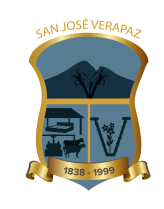 SAN JOSÉ VERAPAZ
V
1838 - 1999